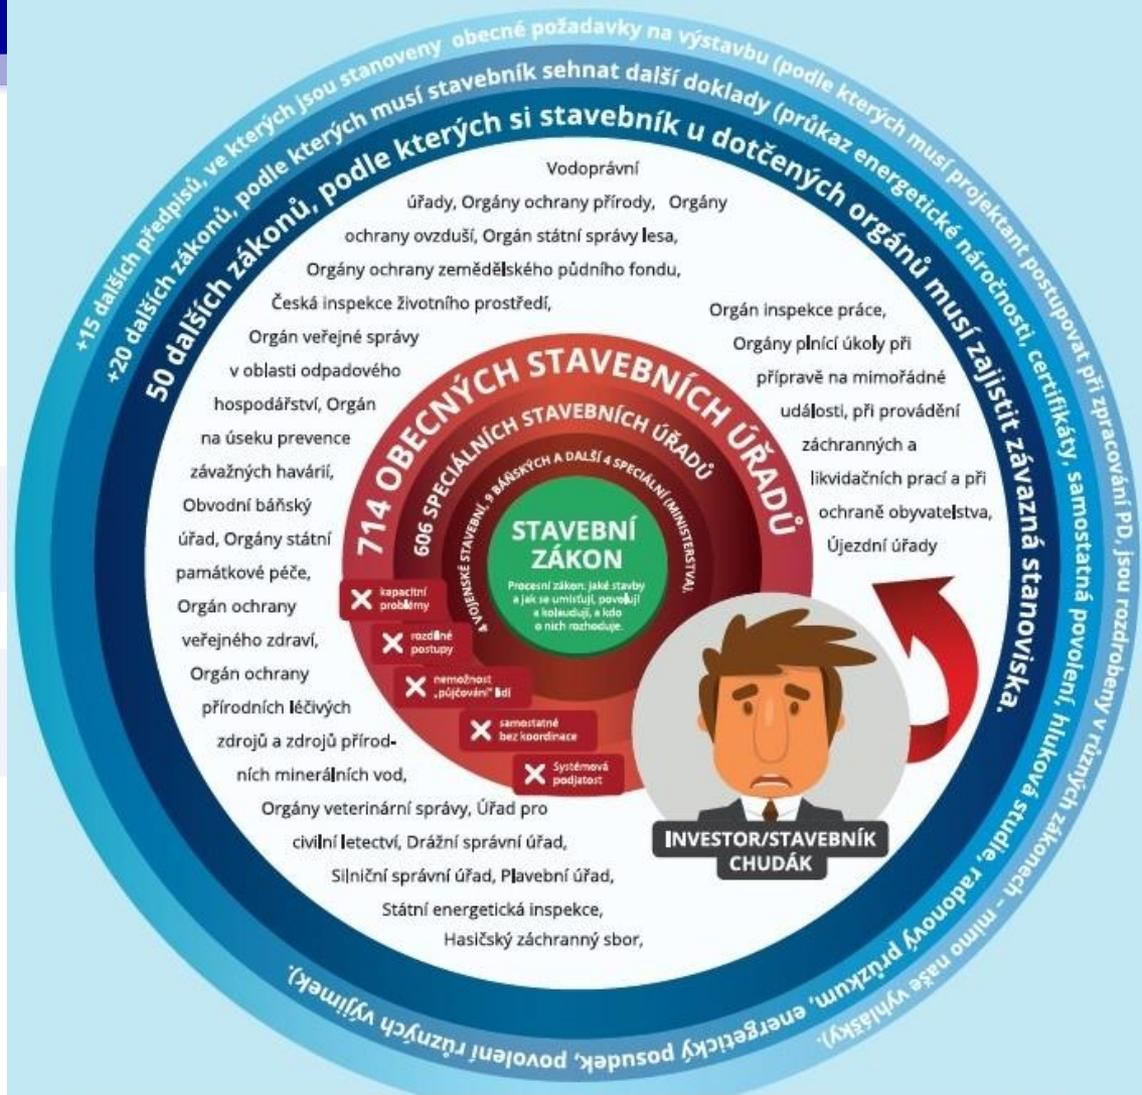 +15 dalších předpisů, ve kterých jsou stanoveny obecné požadavky na výstavbu (podle kterých musí projektant postupovat při zpracování PD, jsou rozdrobeny v různých zákonech – mimo naše vyhlášky).
+20 dalších zákonů, podle kterých musí stavebník sehnat další doklady (průkaz energetické náročnosti, certifikáty, samostatná povolení, hluková studie, radonový průzkum, energetický posudek, povolení různých výjimek).
50 dalších zákonů, podle kterých si stavebník u dotčených orgánů musí zajistit závazná stanoviska.
Vodoprávní
úřady, Orgány ochrany přírody, Orgány
ochrany ovzduší, Orgán státní správy lesa,
Orgány ochrany zemědělského půdního fondu,
Česká inspekce životního prostředí,
Orgán veřejné správy
v oblasti odpadového
hospodářství, Orgán
na úseku prevence
závažných havárií,
Obvodní báňský
úřad, Orgány státní
památkové péče,
Orgán ochrany
veřejného zdraví,
Orgán ochrany
přírodních léčivých
zdrojů a zdrojů přírod-
ních minerálních vod,
Orgány veterinární správy, Úřad pro
civilní letectví, Drážní správní úřad,
Silniční správní úřad, Plavební úřad,
Státní energetická inspekce,
Hasičský záchranný sbor,
Orgán inspekce práce,
Orgány plnící úkoly při
přípravě na mimořádné
události, při provádění
záchranných a
likvidačních prací a při
ochraně obyvatelstva,
Újezdní úřady
714 OBECNÝCH STAVEBNÍCH ÚŘADŮ
606 SPECIÁLNÍCH STAVEBNÍCH ÚŘADŮ
4 VOJENSKÉ STAVEBNÍ, 9 BÁŇSKÝCH A DALŠÍ 4 SPECIÁLNÍ (MINISTERSTVA),
STAVEBNÍ
ZÁKON
Procesní zákon: jaké stavby
a jak se umisťují, povolují
a kolaudují, a kdo
o nich rozhoduje.
kapacitní
problémy
rozdílné
postupy
nemožnost
„půjčování" lidí
samostatné
bez koordinace
Systémová
podjatost
INVESTOR/STAVEBNÍK
CHUDÁK